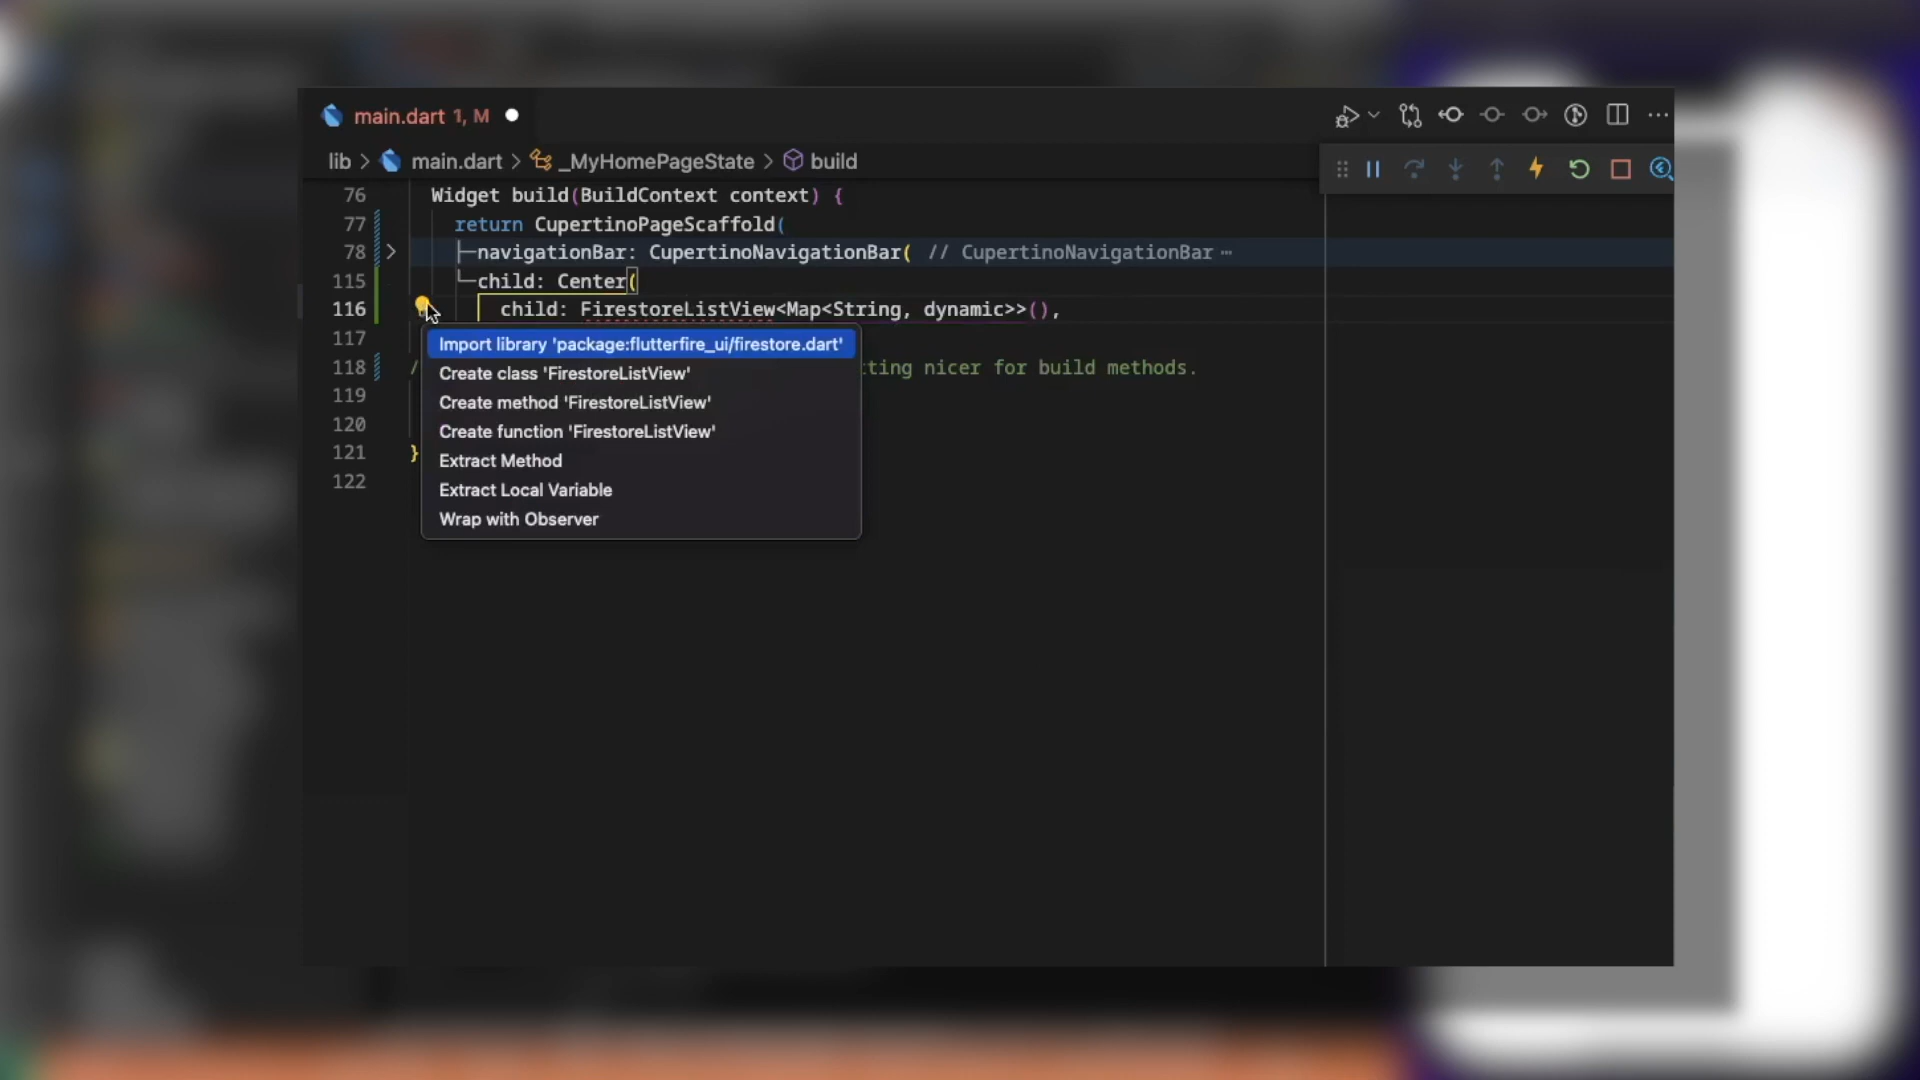 main.dart 1, M
lib > main.dart > _MyHomePageState > build
76 Widget build(BuildContext context) {
77 return CupertinoPageScaffold(
78 navigationBar: CupertinoNavigationBar( // CupertinoNavigationBar ⋯
115 child: Center(
116 child: FirestoreListView<Map<String, dynamic>>(),
117
Import library 'package:flutterfire_ui/firestore.dart'
118 / tting nicer for build methods.
Create class 'FirestoreListView'
119
Create method 'FirestoreListView'
120
Create function 'FirestoreListView'
121 }
Extract Method
122
Extract Local Variable
Wrap with Observer